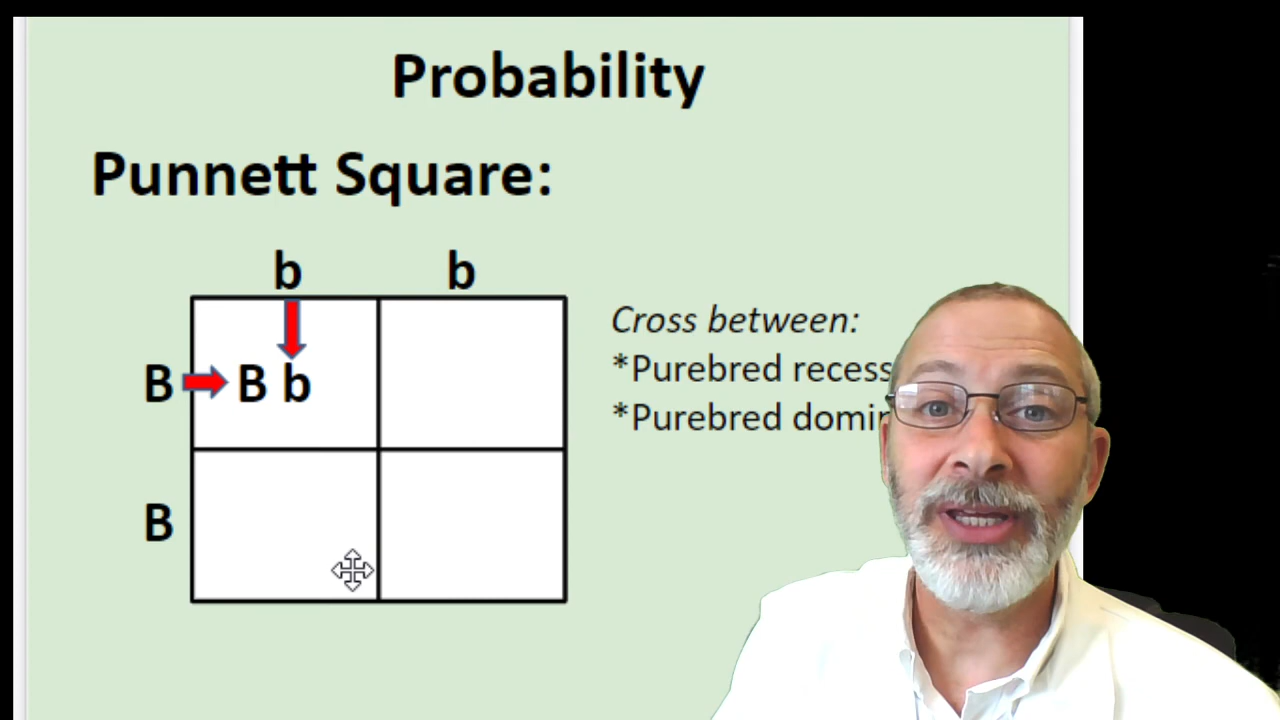 Probability
Punnett Square:
b b
B B b
B
Cross between:
*Purebred recess
*Purebred domin